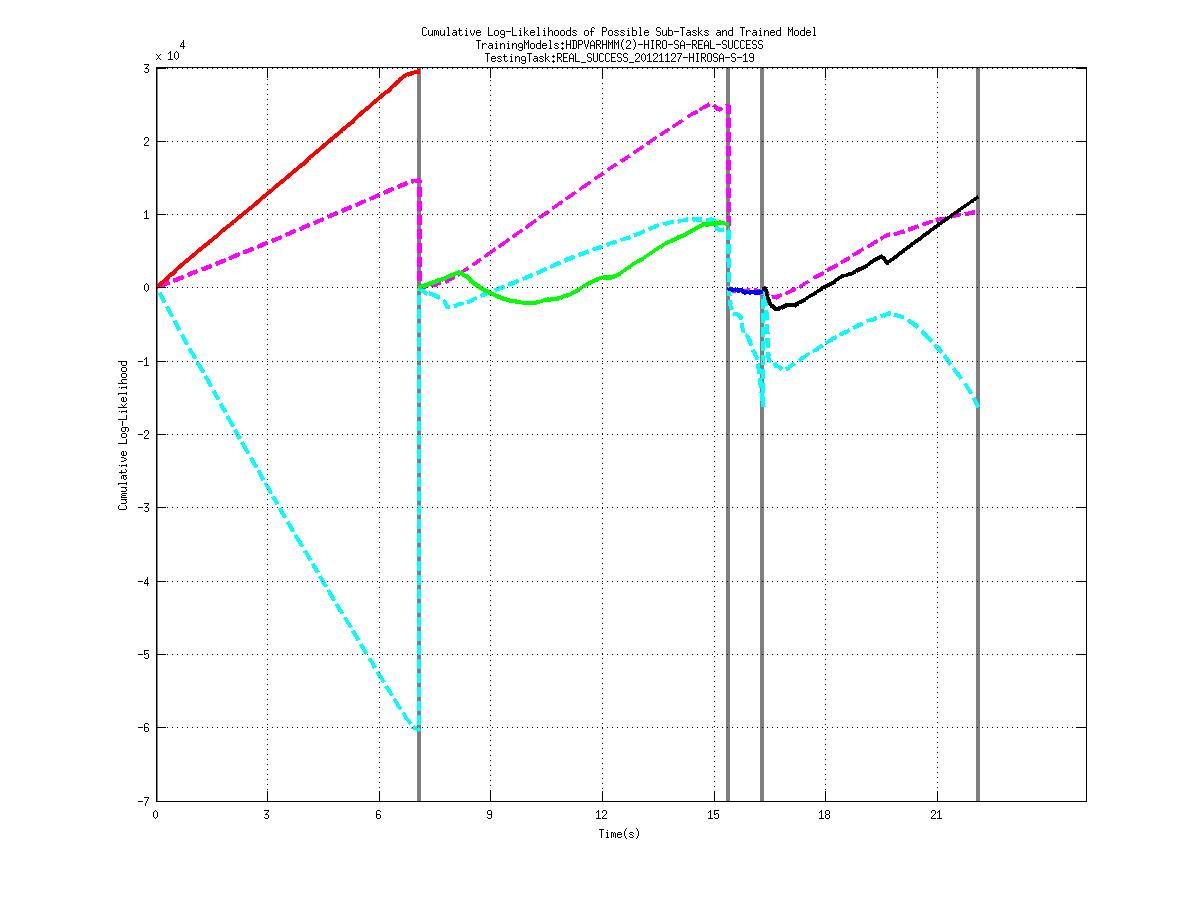 Cumulative Log-Likelihoods of Possible Sub-Tasks and Trained Model
TrainingModels:HDPVARHMM(2)-HIRO-SA-REAL-SUCCESS
TestingTask:REAL_SUCCESS_20121127-HIROSA-S-19
x 10^4
3
2
1
0
-1
-2
-3
-4
-5
-6
-7
Cumulative Log-Likelihood
0 3 6 9 12 15 18 21
Time(s)